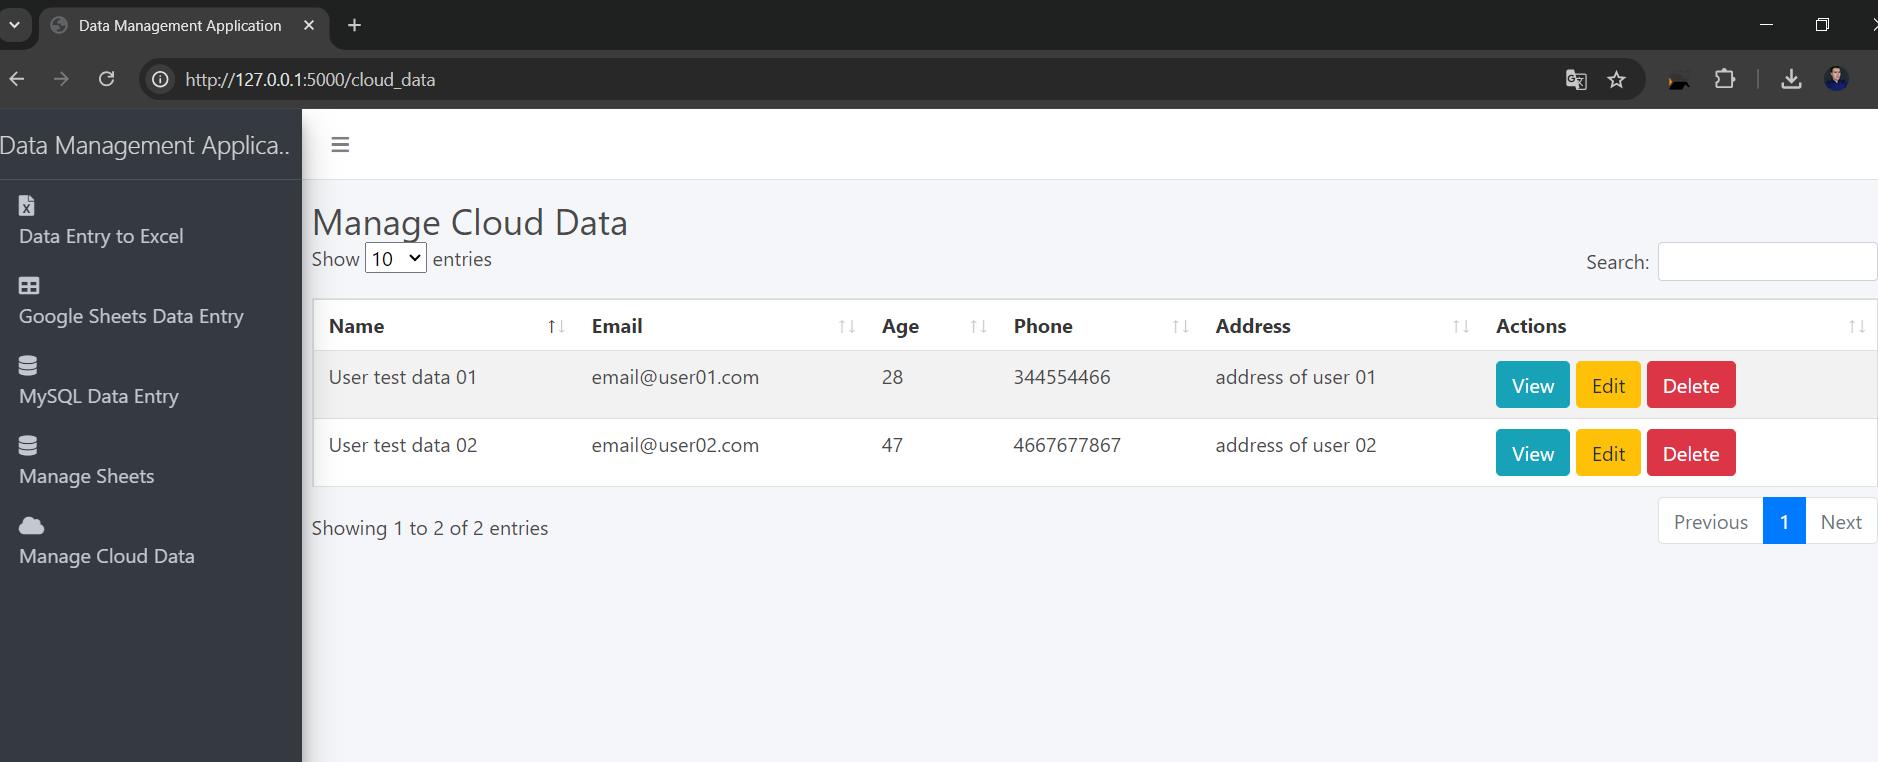 Data Management Application
http://127.0.0.1:5000/cloud_data
Data Management Applica..
Data Entry to Excel
Google Sheets Data Entry
MySQL Data Entry
Manage Sheets
Manage Cloud Data
Manage Cloud Data
Show 10 entries
Search:
Name Email Age Phone Address Actions
User test data 01 email@user01.com 28 344554466 address of user 01 View Edit Delete
User test data 02 email@user02.com 47 4667677867 address of user 02 View Edit Delete
Showing 1 to 2 of 2 entries
Previous 1 Next